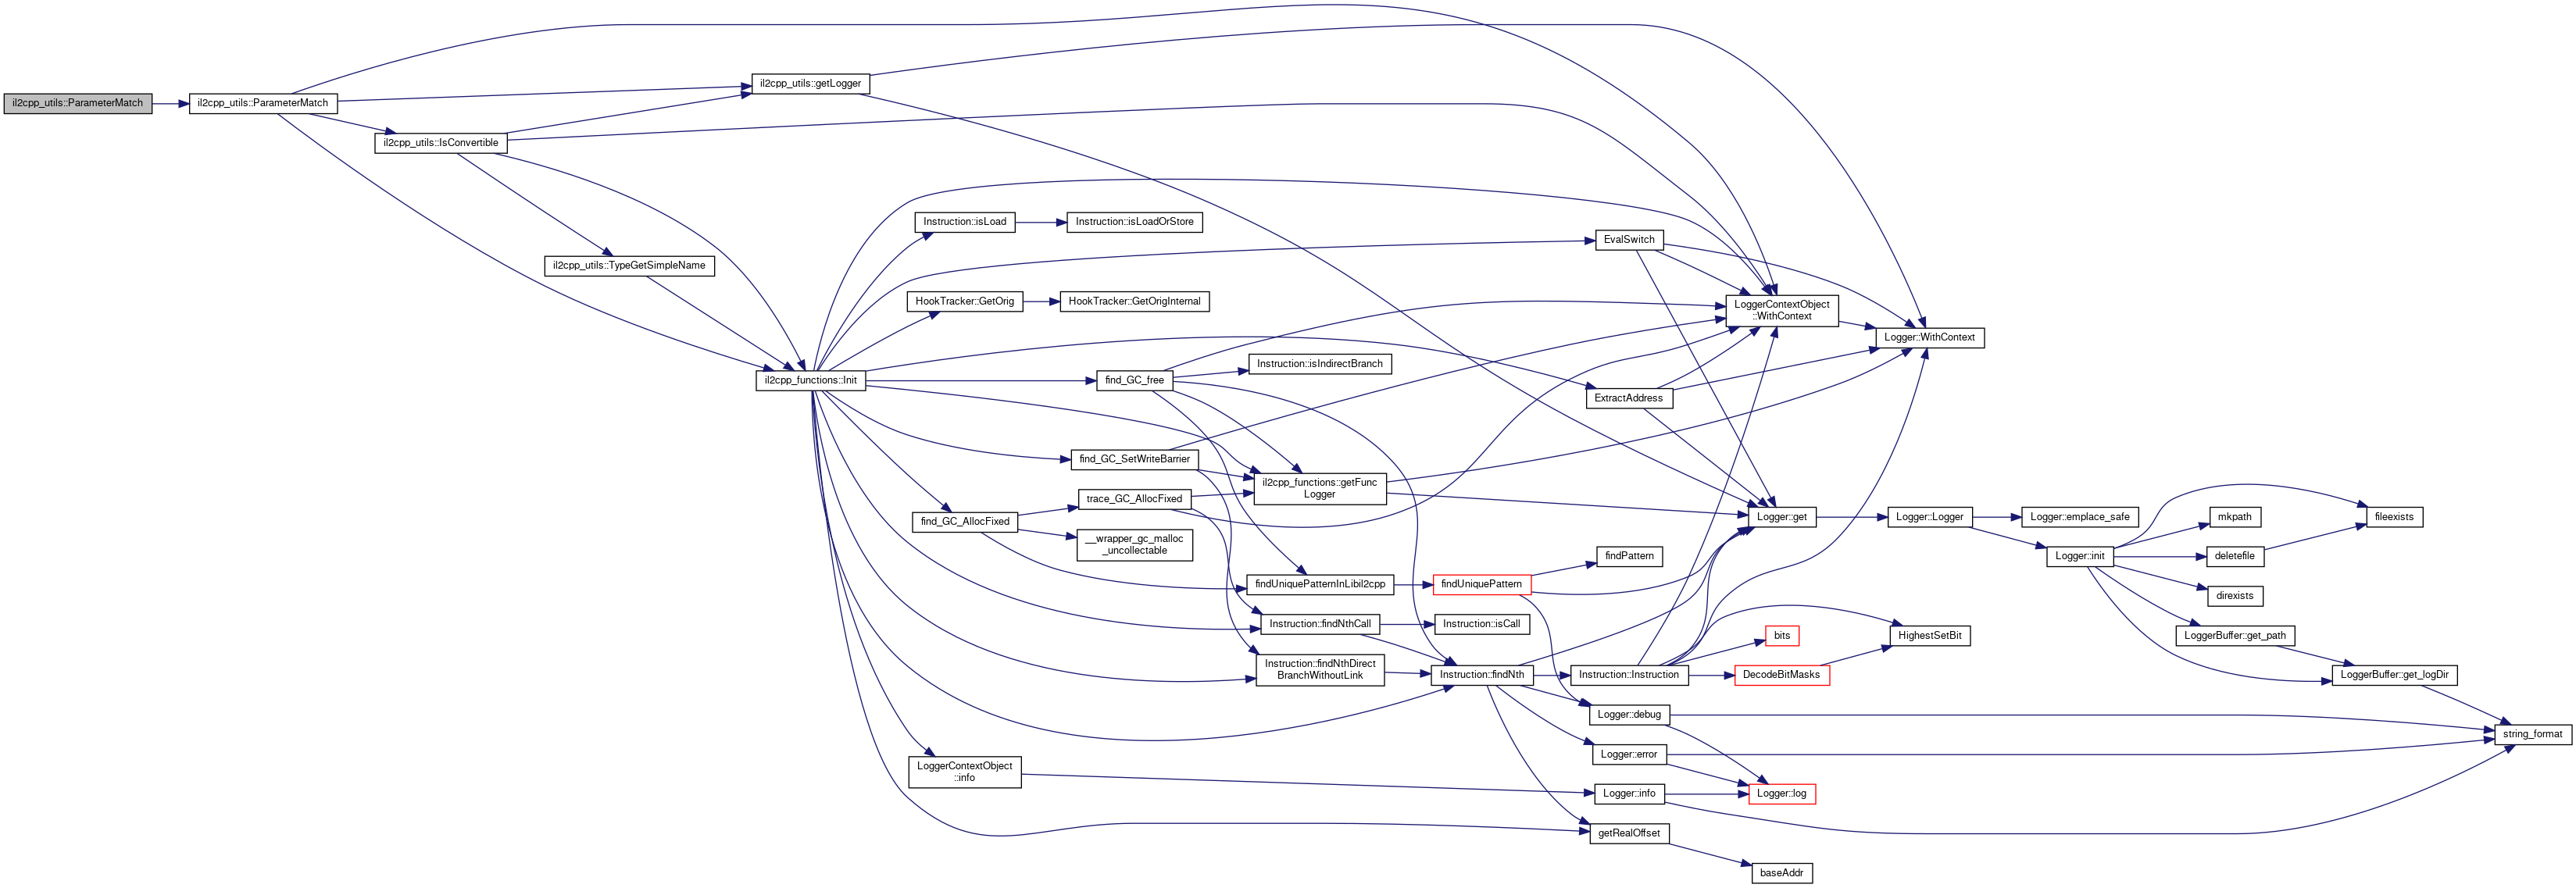 il2cpp_utils::ParameterMatch
il2cpp_utils::ParameterMatch
il2cpp_utils::getLogger
il2cpp_utils::IsConvertible
il2cpp_utils::TypeGetSimpleName
il2cpp_functions::Init
Instruction::isLoad
Instruction::isLoadOrStore
HookTracker::GetOrig
HookTracker::GetOrigInternal
find_GC_free
Instruction::isIndirectBranch
find_GC_SetWriteBarrier
trace_GC_AllocFixed
find_GC_AllocFixed
__wrapper_gc_malloc
_uncollectable
il2cpp_functions::getFunc
Logger
findUniquePatternInLibil2cpp
findUniquePattern
findPattern
Instruction::findNthCall
Instruction::isCall
Instruction::findNthDirect
BranchWithoutLink
Instruction::findNth
LoggerContextObject
::info
EvalSwitch
ExtractAddress
LoggerContextObject
::WithContext
Logger::WithContext
Logger::get
Logger::Logger
Logger::emplace_safe
Logger::init
fileexists
mkpath
deletefile
direxists
LoggerBuffer::get_path
LoggerBuffer::get_logDir
string_format
bits
HighestSetBit
Instruction::Instruction
DecodeBitMasks
Logger::debug
Logger::error
Logger::info
Logger::log
getRealOffset
baseAddr